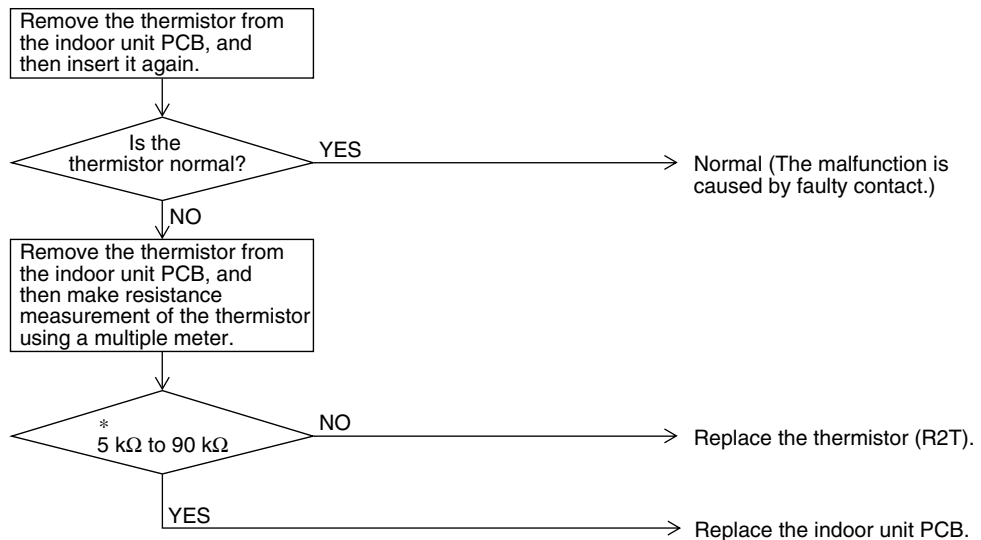 Remove the thermistor from
the indoor unit PCB, and
then insert it again.
Is the
thermistor normal?
YES
Normal (The malfunction is
caused by faulty contact.)
NO
Remove the thermistor from
the indoor unit PCB, and
then make resistance
measurement of the thermistor
using a multiple meter.
*
5 kΩ to 90 kΩ
NO
Replace the thermistor (R2T).
YES
Replace the indoor unit PCB.